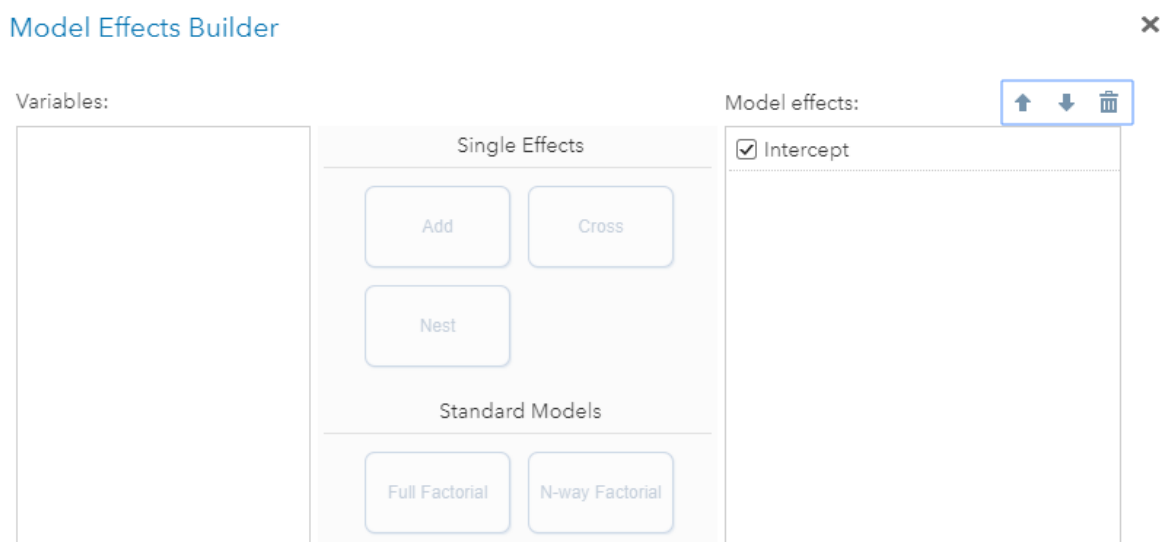 Model Effects Builder
Variables:
Model effects:
Single Effects
Intercept
Add
Cross
Nest
Standard Models
Full Factorial
N-way Factorial